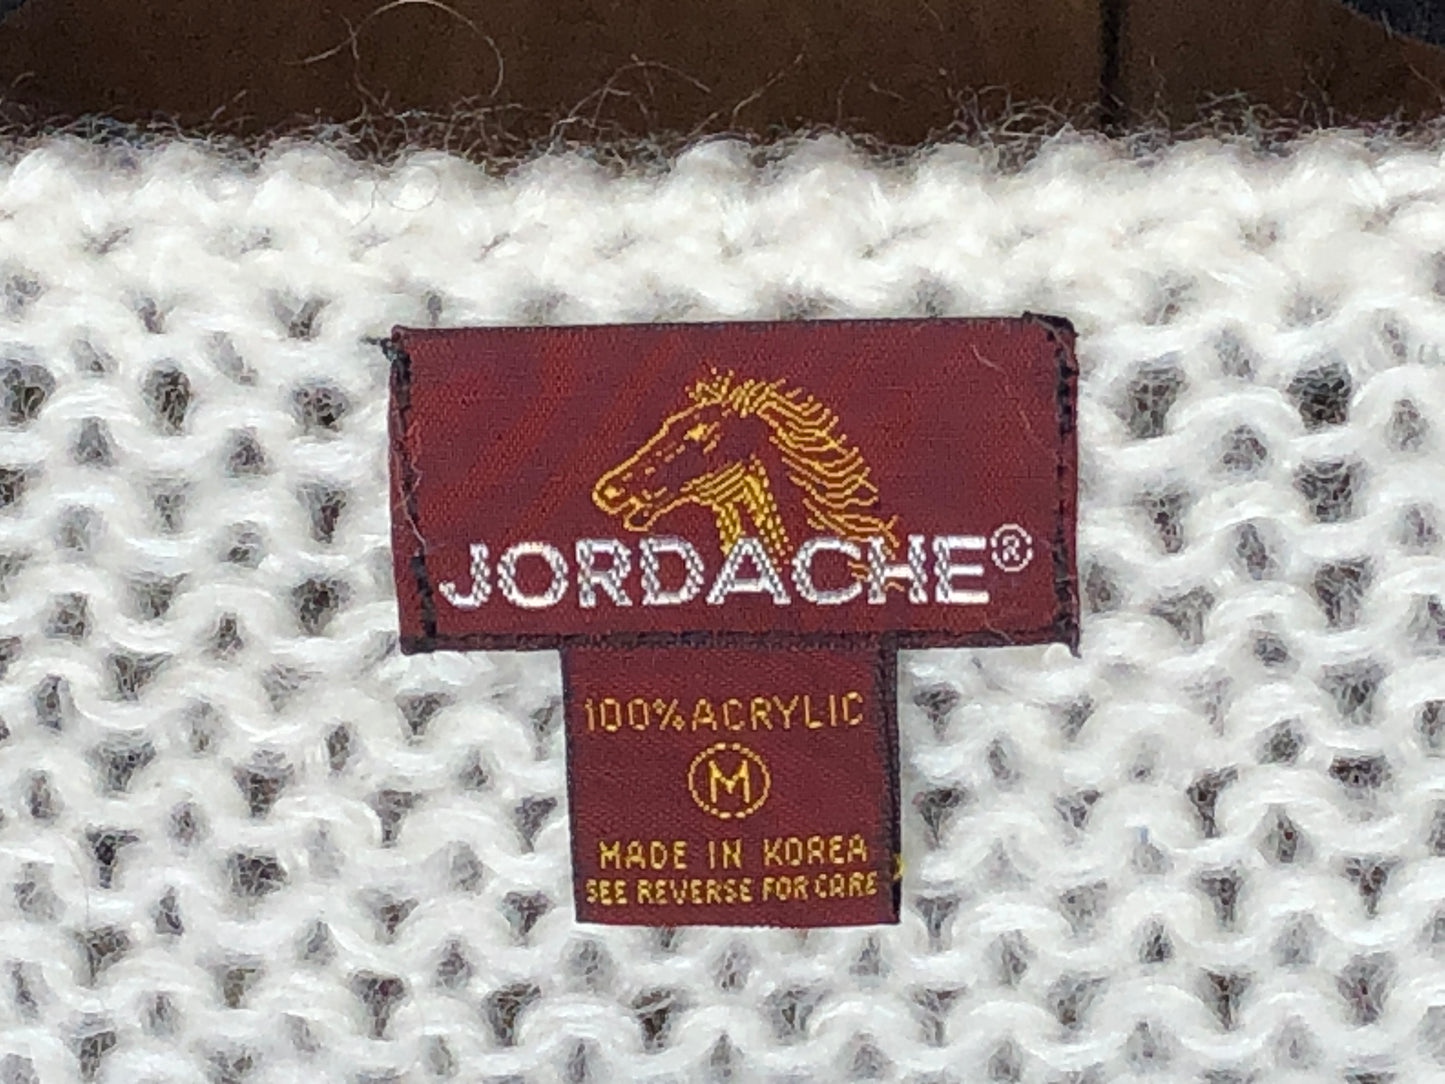 JORDACHE®
100% ACRYLIC
M
MADE IN KOREA
SEE REVERSE FOR CARE